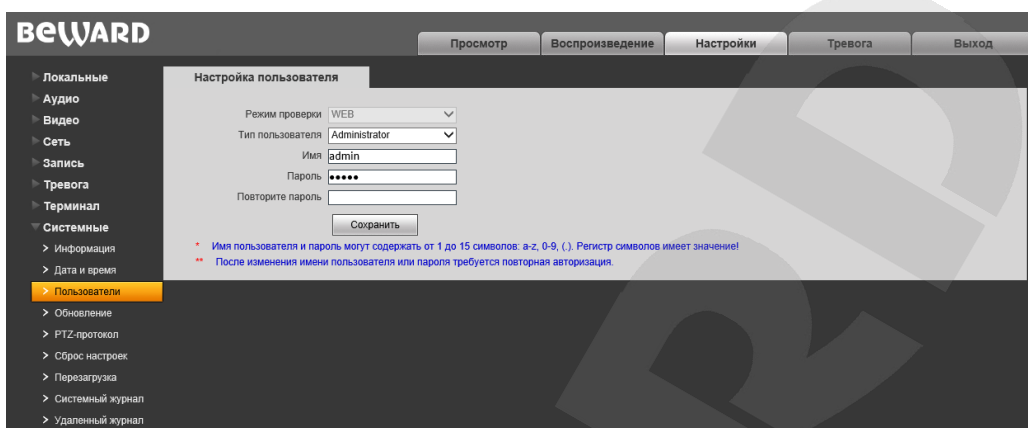 BEWARD
Просмотр Воспроизведение Настройки Тревога Выход
Локальные
Аудио
Видео
Сеть
Запись
Тревога
Терминал
Системные
Информация
Дата и время
Пользователи
Обновление
PTZ-протокол
Сброс настроек
Перезагрузка
Системный журнал
Удаленный журнал
Настройка пользователя
Режим проверки WEB
Тип пользователя Administrator
Имя admin
Пароль •••••
Повторите пароль
Сохранить
* Имя пользователя и пароль могут содержать от 1 до 15 символов: a-z, 0-9, (.). Регистр символов имеет значение!
** После изменения имени пользователя или пароля требуется повторная авторизация.